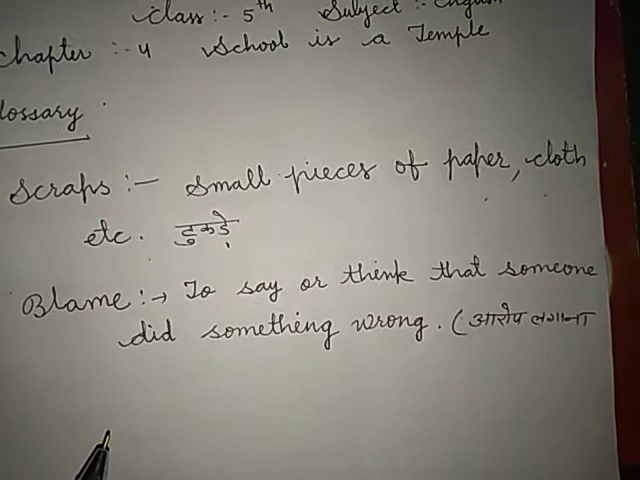 Class:- 5th Subject :- English
Chapter :- 4 School is a Temple
lossary
Scraps :- Small pieces of paper, cloth
etc. टुकड़े
Blame :→ To say or think that someone
did something wrong. (आरोप लगाना